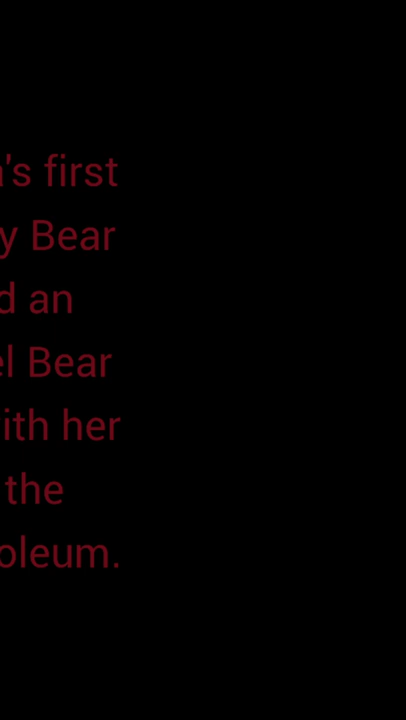 's first
y Bear
d an
el Bear
ith her
the
oleum.